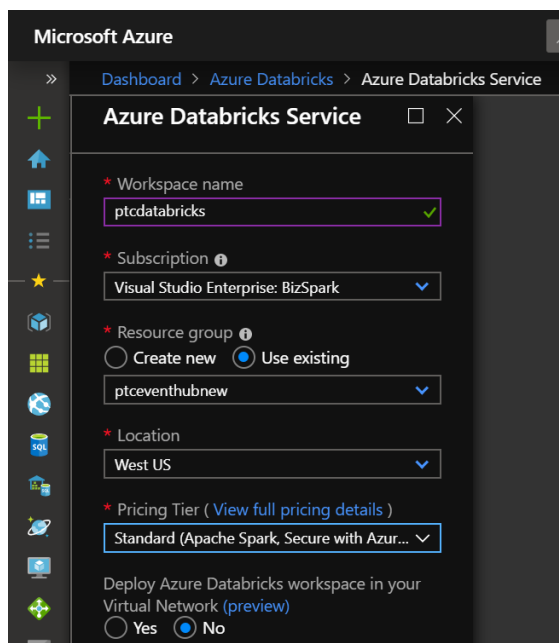 Microsoft Azure
Dashboard > Azure Databricks > Azure Databricks Service
Azure Databricks Service
* Workspace name
ptcdatabricks
* Subscription
Visual Studio Enterprise: BizSpark
* Resource group
Create new Use existing
ptceventhubnew
* Location
West US
* Pricing Tier ( View full pricing details )
Standard (Apache Spark, Secure with Azur...
Deploy Azure Databricks workspace in your
Virtual Network (preview)
Yes No
SQL